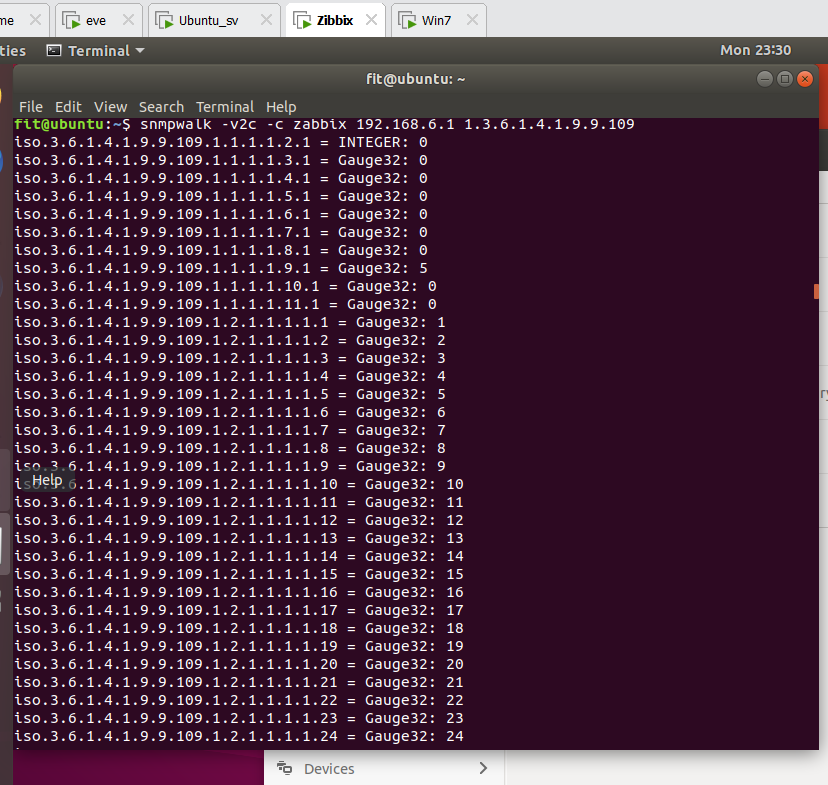 me eve Ubuntu_sv Zibbix Win7
ties Terminal Mon 23:30
fit@ubuntu: ~
File Edit View Search Terminal Help
fit@ubuntu:~$ snmpwalk -v2c -c zabbix 192.168.6.1 1.3.6.1.4.1.9.9.109
iso.3.6.1.4.1.9.9.109.1.1.1.1.2.1 = INTEGER: 0
iso.3.6.1.4.1.9.9.109.1.1.1.1.3.1 = Gauge32: 0
iso.3.6.1.4.1.9.9.109.1.1.1.1.4.1 = Gauge32: 0
iso.3.6.1.4.1.9.9.109.1.1.1.1.5.1 = Gauge32: 0
iso.3.6.1.4.1.9.9.109.1.1.1.1.6.1 = Gauge32: 0
iso.3.6.1.4.1.9.9.109.1.1.1.1.7.1 = Gauge32: 0
iso.3.6.1.4.1.9.9.109.1.1.1.1.8.1 = Gauge32: 0
iso.3.6.1.4.1.9.9.109.1.1.1.1.9.1 = Gauge32: 5
iso.3.6.1.4.1.9.9.109.1.1.1.1.10.1 = Gauge32: 0
iso.3.6.1.4.1.9.9.109.1.1.1.1.11.1 = Gauge32: 0
iso.3.6.1.4.1.9.9.109.1.2.1.1.1.1.1 = Gauge32: 1
iso.3.6.1.4.1.9.9.109.1.2.1.1.1.1.2 = Gauge32: 2
iso.3.6.1.4.1.9.9.109.1.2.1.1.1.1.3 = Gauge32: 3
iso.3.6.1.4.1.9.9.109.1.2.1.1.1.1.4 = Gauge32: 4
iso.3.6.1.4.1.9.9.109.1.2.1.1.1.1.5 = Gauge32: 5
iso.3.6.1.4.1.9.9.109.1.2.1.1.1.1.6 = Gauge32: 6
iso.3.6.1.4.1.9.9.109.1.2.1.1.1.1.7 = Gauge32: 7
iso.3.6.1.4.1.9.9.109.1.2.1.1.1.1.8 = Gauge32: 8
iso.3.6.1.4.1.9.9.109.1.2.1.1.1.1.9 = Gauge32: 9
Help
iso.3.6.1.4.1.9.9.109.1.2.1.1.1.1.10 = Gauge32: 10
iso.3.6.1.4.1.9.9.109.1.2.1.1.1.1.11 = Gauge32: 11
iso.3.6.1.4.1.9.9.109.1.2.1.1.1.1.12 = Gauge32: 12
iso.3.6.1.4.1.9.9.109.1.2.1.1.1.1.13 = Gauge32: 13
iso.3.6.1.4.1.9.9.109.1.2.1.1.1.1.14 = Gauge32: 14
iso.3.6.1.4.1.9.9.109.1.2.1.1.1.1.15 = Gauge32: 15
iso.3.6.1.4.1.9.9.109.1.2.1.1.1.1.16 = Gauge32: 16
iso.3.6.1.4.1.9.9.109.1.2.1.1.1.1.17 = Gauge32: 17
iso.3.6.1.4.1.9.9.109.1.2.1.1.1.1.18 = Gauge32: 18
iso.3.6.1.4.1.9.9.109.1.2.1.1.1.1.19 = Gauge32: 19
iso.3.6.1.4.1.9.9.109.1.2.1.1.1.1.20 = Gauge32: 20
iso.3.6.1.4.1.9.9.109.1.2.1.1.1.1.21 = Gauge32: 21
iso.3.6.1.4.1.9.9.109.1.2.1.1.1.1.22 = Gauge32: 22
iso.3.6.1.4.1.9.9.109.1.2.1.1.1.1.23 = Gauge32: 23
iso.3.6.1.4.1.9.9.109.1.2.1.1.1.1.24 = Gauge32: 24
Devices